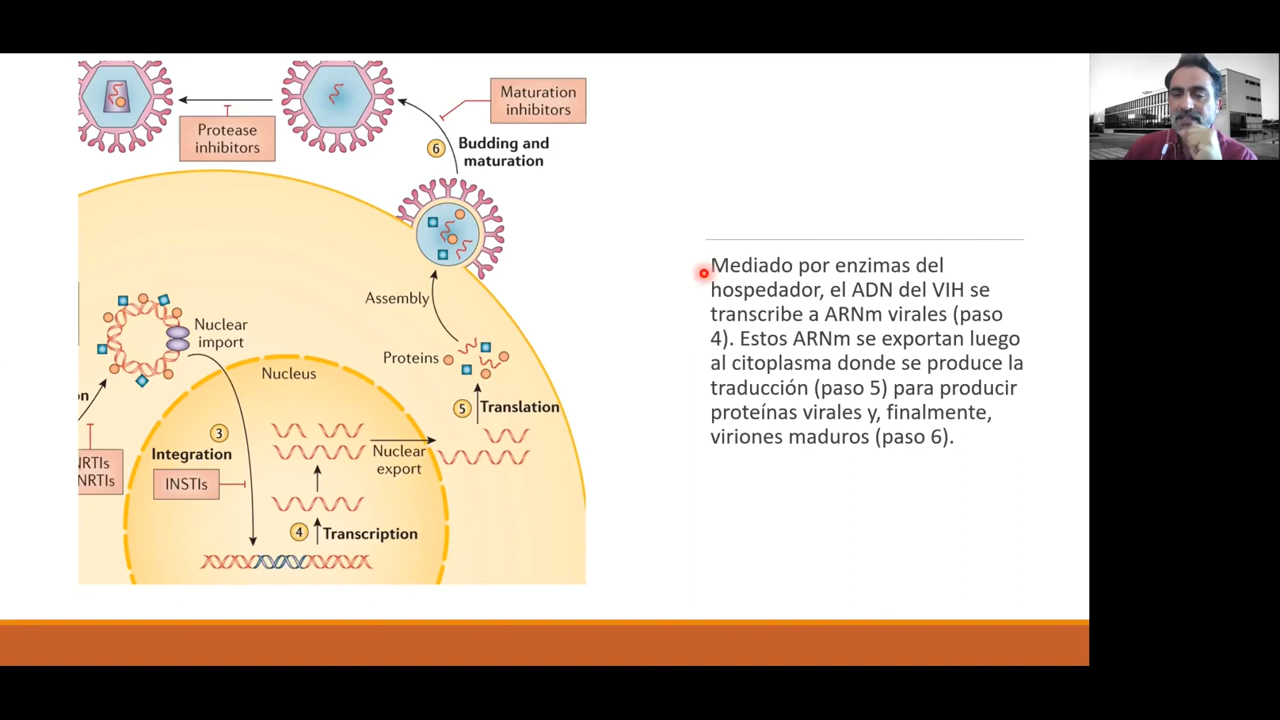 Maturation
inhibitors
Protease
inhibitors
6
Budding and
maturation
Assembly
Nuclear
import
Proteins
Nucleus
5
Translation
3
Integration
Nuclear
export
INSTIs
4
Transcription
Mediado por enzimas del
hospedador, el ADN del VIH se
transcribe a ARNm virales (paso
4). Estos ARNm se exportan luego
al citoplasma donde se produce la
traducción (paso 5) para producir
proteínas virales y, finalmente,
viriones maduros (paso 6).